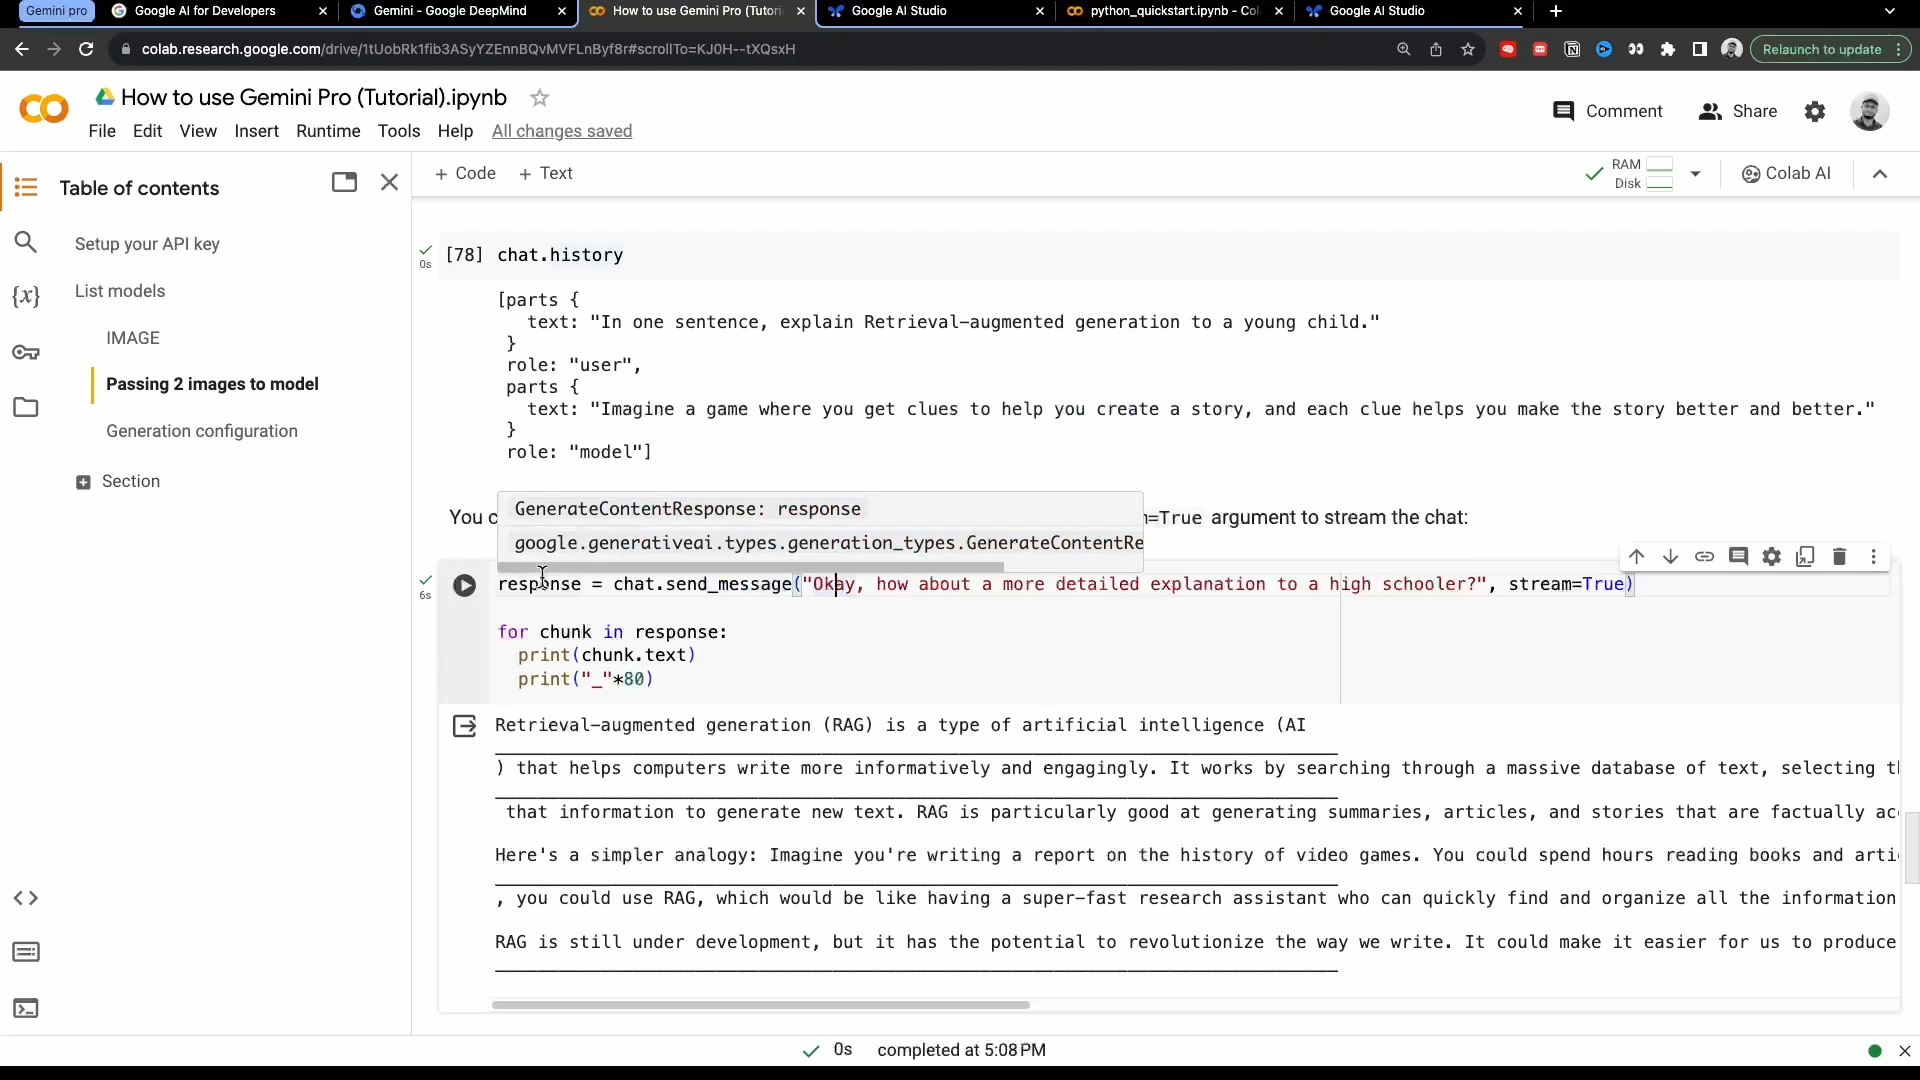 Gemini pro
Google AI for Developers
Gemini - Google DeepMind
How to use Gemini Pro (Tutori
Google AI Studio
python_quickstart.ipynb - Col
Google AI Studio
colab.research.google.com/drive/1tUobRk1fib3ASyYZEnnBQvMVFLnByf8r#scrollTo=KJ0H--tXQsxH
Relaunch to update
How to use Gemini Pro (Tutorial).ipynb
Comment
Share
File Edit View Insert Runtime Tools Help All changes saved
Table of contents
+ Code + Text
RAM
Disk
Colab AI
Setup your API key
List models
IMAGE
Passing 2 images to model
Generation configuration
Section
0s
[78] chat.history
[parts {
text: "In one sentence, explain Retrieval-augmented generation to a young child."
}
role: "user",
parts {
text: "Imagine a game where you get clues to help you create a story, and each clue helps you make the story better and better."
}
role: "model"]
You c
GenerateContentResponse: response
=True argument to stream the chat:
google.generativeai.types.generation_types.GenerateContentRe
6s
response = chat.send_message("Okay, how about a more detailed explanation to a high schooler?", stream=True)
for chunk in response:
print(chunk.text)
print("_"*80)
Retrieval-augmented generation (RAG) is a type of artificial intelligence (AI
) that helps computers write more informatively and engagingly. It works by searching through a massive database of text, selecting t
that information to generate new text. RAG is particularly good at generating summaries, articles, and stories that are factually ac
Here's a simpler analogy: Imagine you're writing a report on the history of video games. You could spend hours reading books and arti
, you could use RAG, which would be like having a super-fast research assistant who can quickly find and organize all the information
RAG is still under development, but it has the potential to revolutionize the way we write. It could make it easier for us to produce
0s completed at 5:08 PM